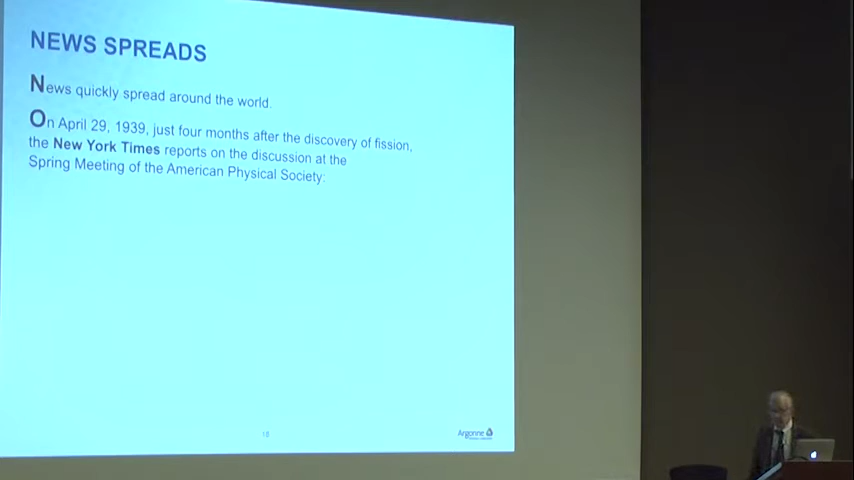 NEWS SPREADS
News quickly spread around the world.
On April 29, 1939, just four months after the discovery of fission,
the New York Times reports on the discussion at the
Spring Meeting of the American Physical Society:
Argonne